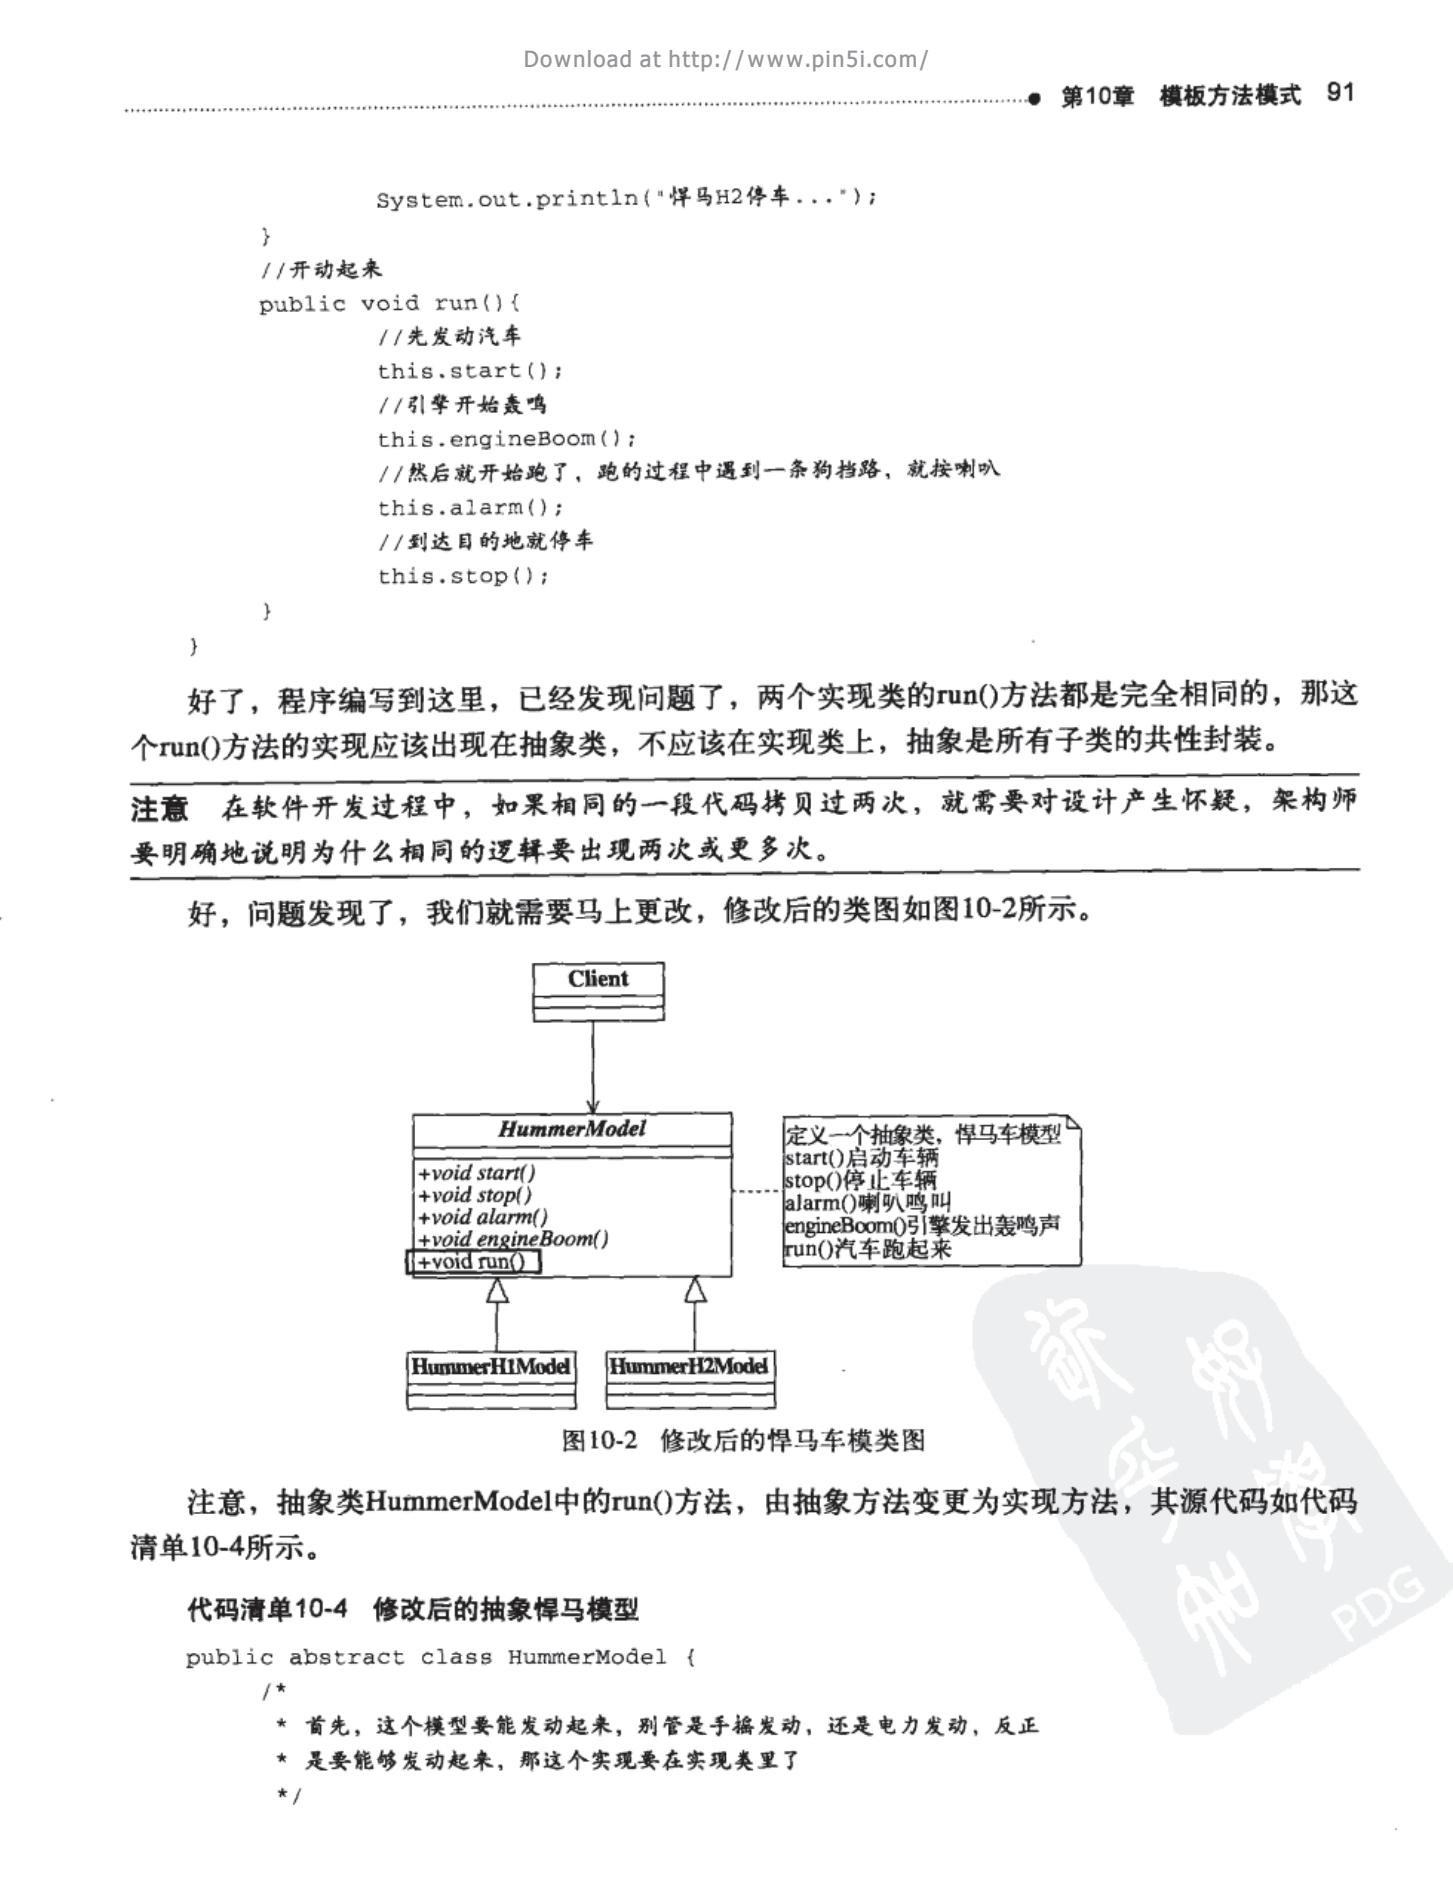 Download at http://www.pin5i.com/
第10章 模板方法模式 91
System.out.println("悍马H2停车...");
}
//开动起来
public void run(){
//先发动汽车
this.start();
//引擎开始轰鸣
this.engineBoom();
//然后就开始跑了，跑的过程中遇到一条狗挡路，就按喇叭
this.alarm();
//到达目的地就停车
this.stop();
}
}
好了，程序编写到这里，已经发现问题了，两个实现类的run()方法都是完全相同的，那这
个run()方法的实现应该出现在抽象类，不应该在实现类上，抽象是所有子类的共性封装。
注意 在软件开发过程中，如果相同的一段代码拷贝过两次，就需要对设计产生怀疑，架构师
要明确地说明为什么相同的逻辑要出现两次或更多次。
好，问题发现了，我们就需要马上更改，修改后的类图如图10-2所示。
Client
HummerModel
+void start()
+void stop()
+void alarm()
+void engineBoom()
+void run()
定义一个抽象类，悍马车模型
start()启动车辆
stop()停止车辆
alarm()喇叭鸣叫
engineBoom()引擎发出轰鸣声
run()汽车跑起来
HummerH1Model
HummerH2Model
图10-2 修改后的悍马车模类图
注意，抽象类HummerModel中的run()方法，由抽象方法变更为实现方法，其源代码如代码
清单10-4所示。
代码清单10-4 修改后的抽象悍马模型
public abstract class HummerModel {
/*
* 首先，这个模型要能发动起来，别管是手摇发动，还是电力发动，反正
* 是要能够发动起来，那这个实现要在实现类里了
*/
PDG